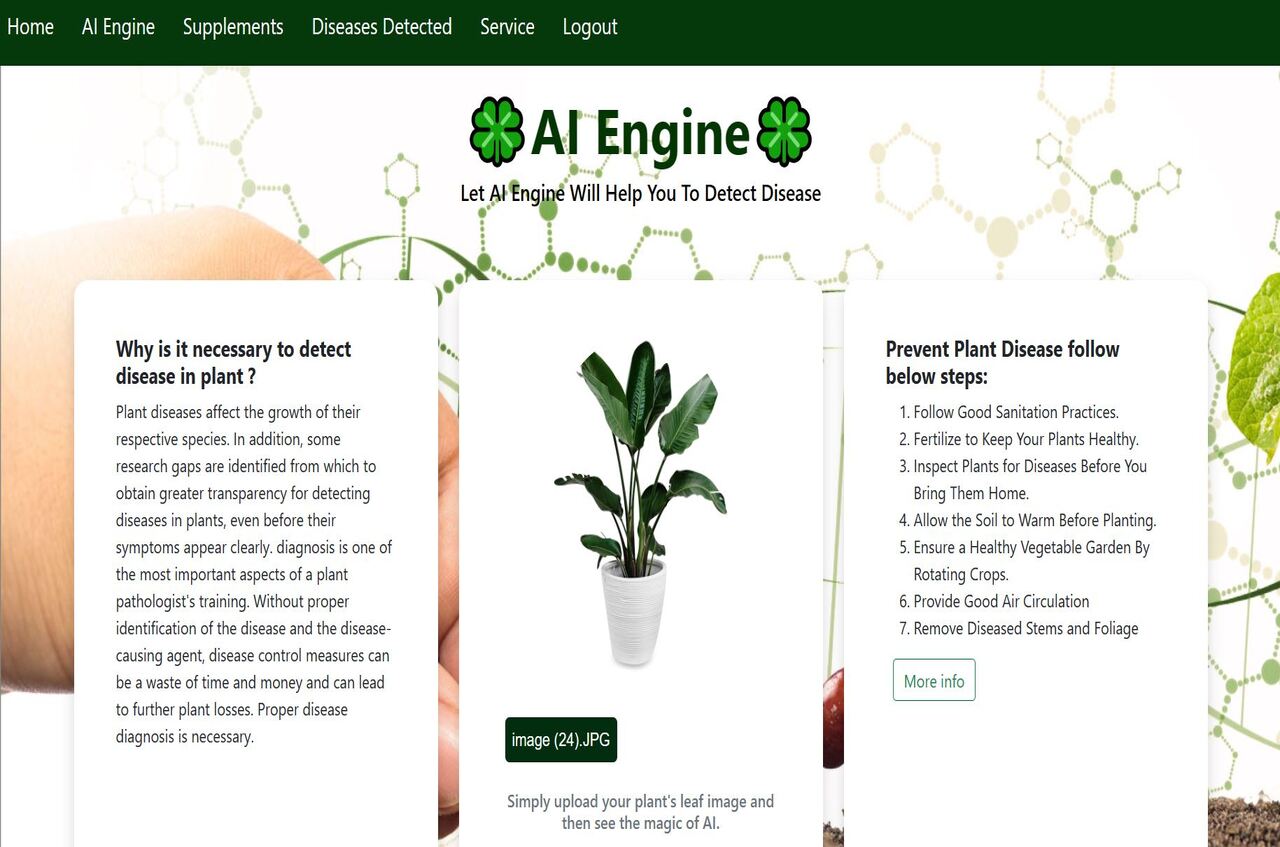 Home AI Engine Supplements Diseases Detected Service Logout
AI Engine
Let AI Engine Will Help You To Detect Disease
Why is it necessary to detect
disease in plant ?
Plant diseases affect the growth of their
respective species. In addition, some
research gaps are identified from which to
obtain greater transparency for detecting
diseases in plants, even before their
symptoms appear clearly. diagnosis is one of
the most important aspects of a plant
pathologist's training. Without proper
identification of the disease and the disease-
causing agent, disease control measures can
be a waste of time and money and can lead
to further plant losses. Proper disease
diagnosis is necessary.
image (24).JPG
Simply upload your plant's leaf image and
then see the magic of AI.
Prevent Plant Disease follow
below steps:
1. Follow Good Sanitation Practices.
2. Fertilize to Keep Your Plants Healthy.
3. Inspect Plants for Diseases Before You
Bring Them Home.
4. Allow the Soil to Warm Before Planting.
5. Ensure a Healthy Vegetable Garden By
Rotating Crops.
6. Provide Good Air Circulation
7. Remove Diseased Stems and Foliage
More info